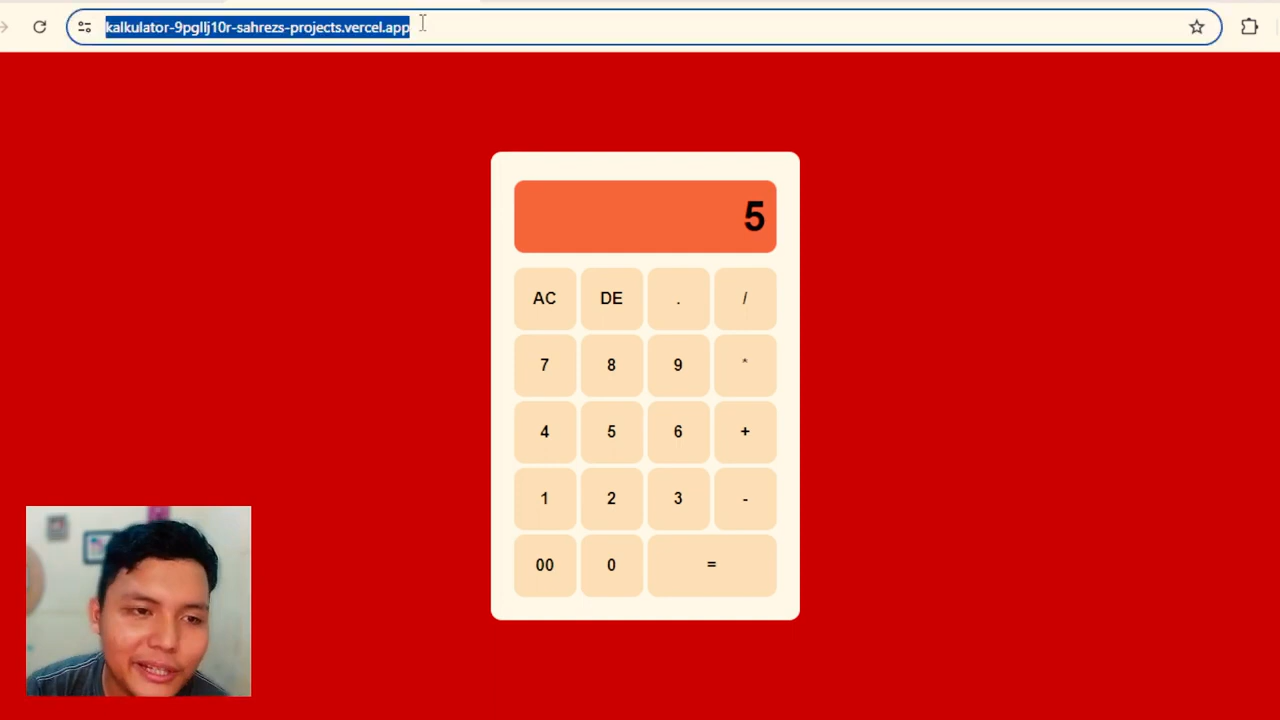 kalkulator-9pgllj10r-sahrezs-projects.vercel.app
5
AC DE . /
7 8 9 *
4 5 6 +
1 2 3 -
00 0 =